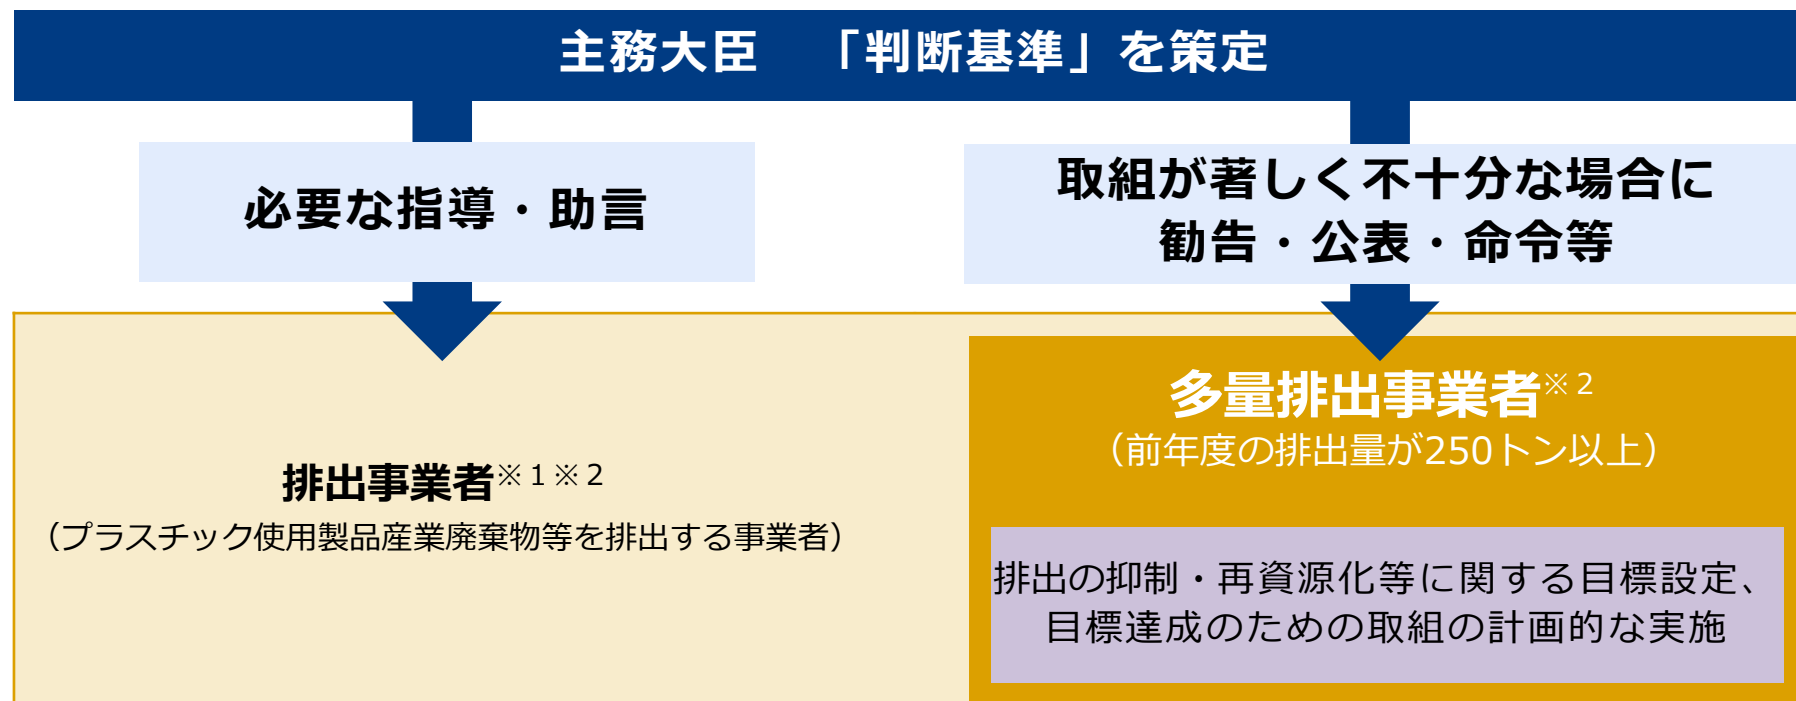 主務大臣　「判断基準」を策定
必要な指導・助言
取組が著しく不十分な場合に
勧告・公表・命令等
排出事業者※１※２
（プラスチック使用製品産業廃棄物等を排出する事業者）
多量排出事業者※２
（前年度の排出量が250トン以上）
排出の抑制・再資源化等に関する目標設定、
目標達成のための取組の計画的な実施